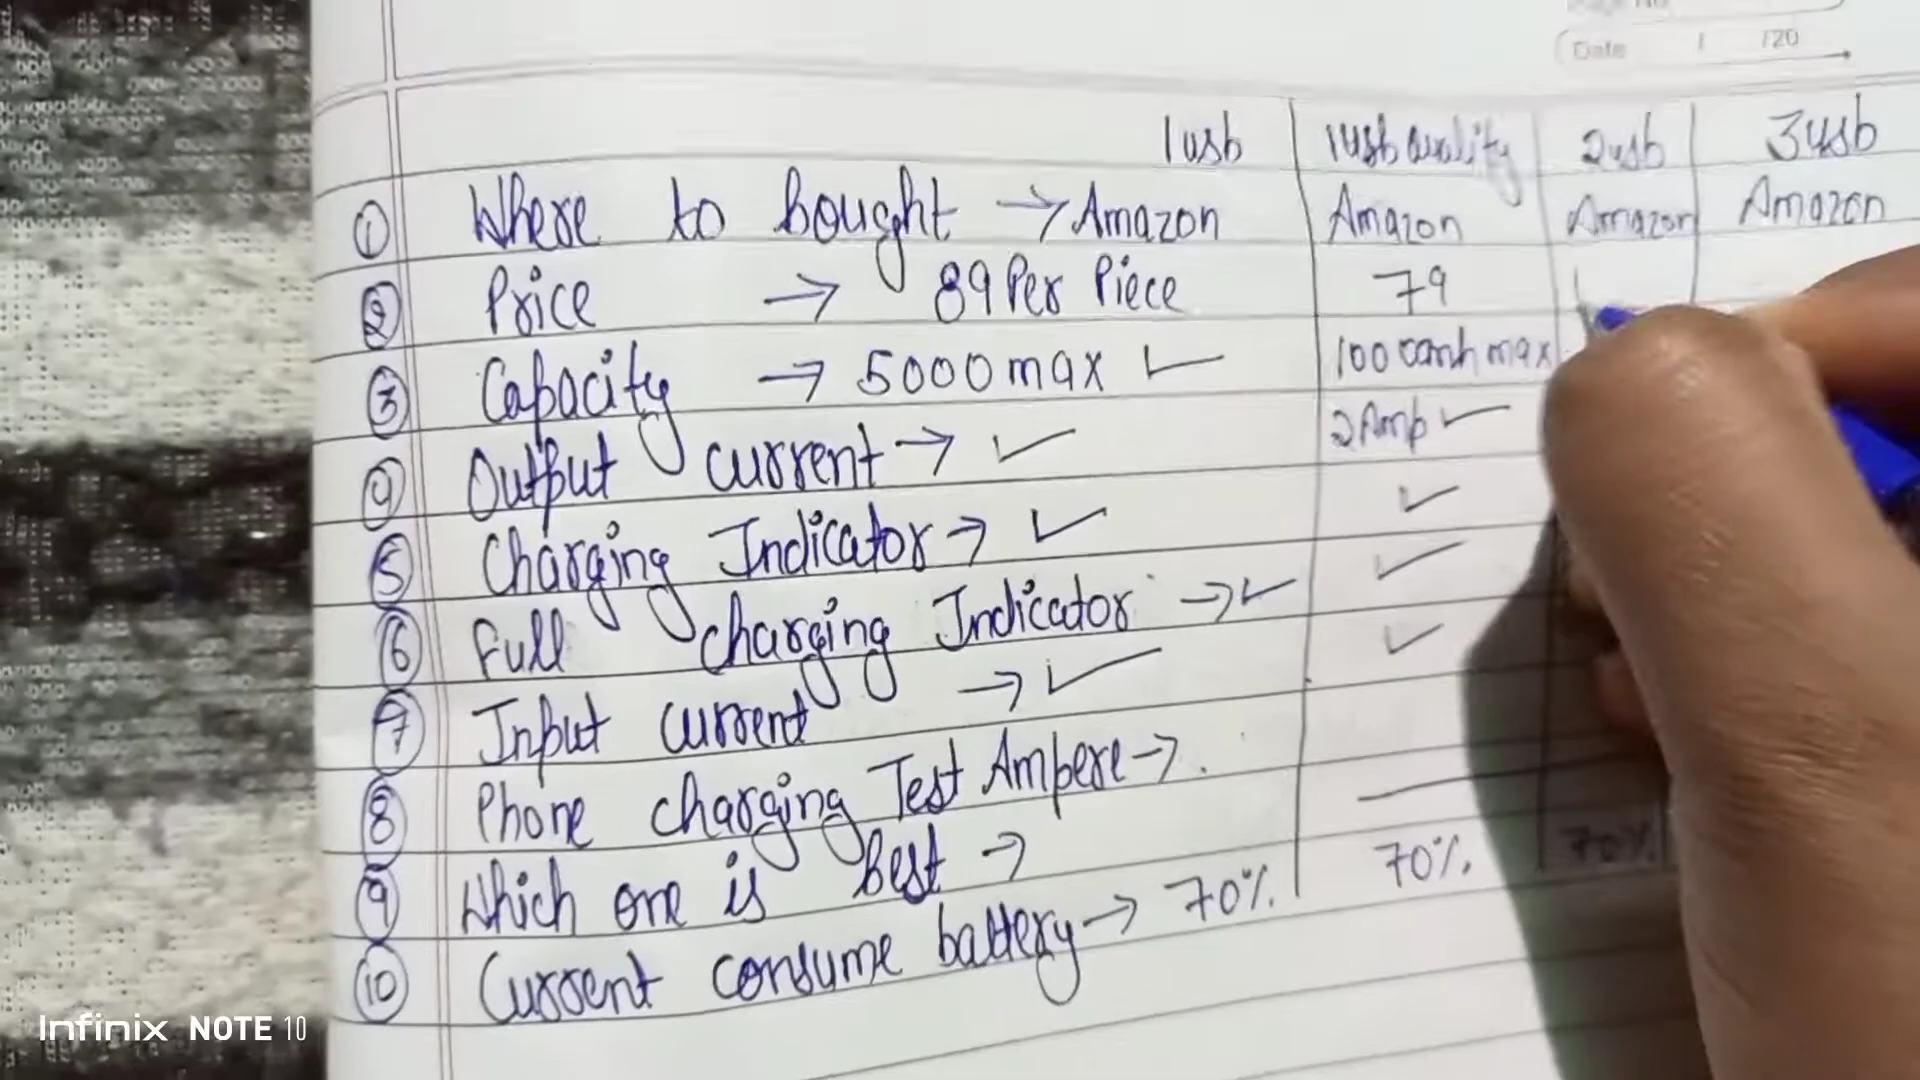 Date / /20
1usb 1usb quality 2usb 3usb
① Where to bought → Amazon Amazon Amazon Amazon
② Price → 89 Per Piece 79
③ Capacity → 5000 max ✓ 1000 max
④ Output current → ✓ 2 Amp ✓
⑤ Charging Indicator → ✓ ✓
⑥ Full charging Indicator → ✓ ✓
⑦ Input current → ✓ ✓
⑧ Phone charging Test Ampere →
⑨ Which one is best →
⑩ Current consume battery → 70% 70% 70%
Infinix NOTE 10